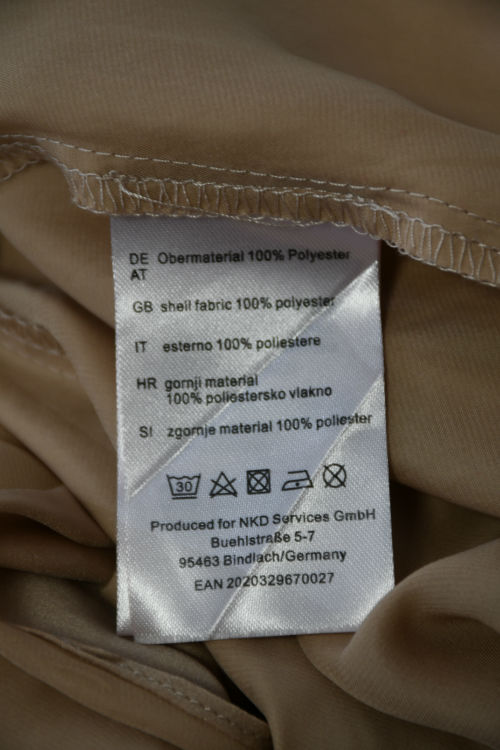 DE Obermaterial 100% Polyester
AT
GB shell fabric 100% polyester
IT esterno 100% poliestere
HR gornji material
100% poliestersko vlakno
SI zgornje material 100% poliester
30
Produced for NKD Services GmbH
Buehlstraße 5-7
95463 Bindlach/Germany
EAN 2020329670027